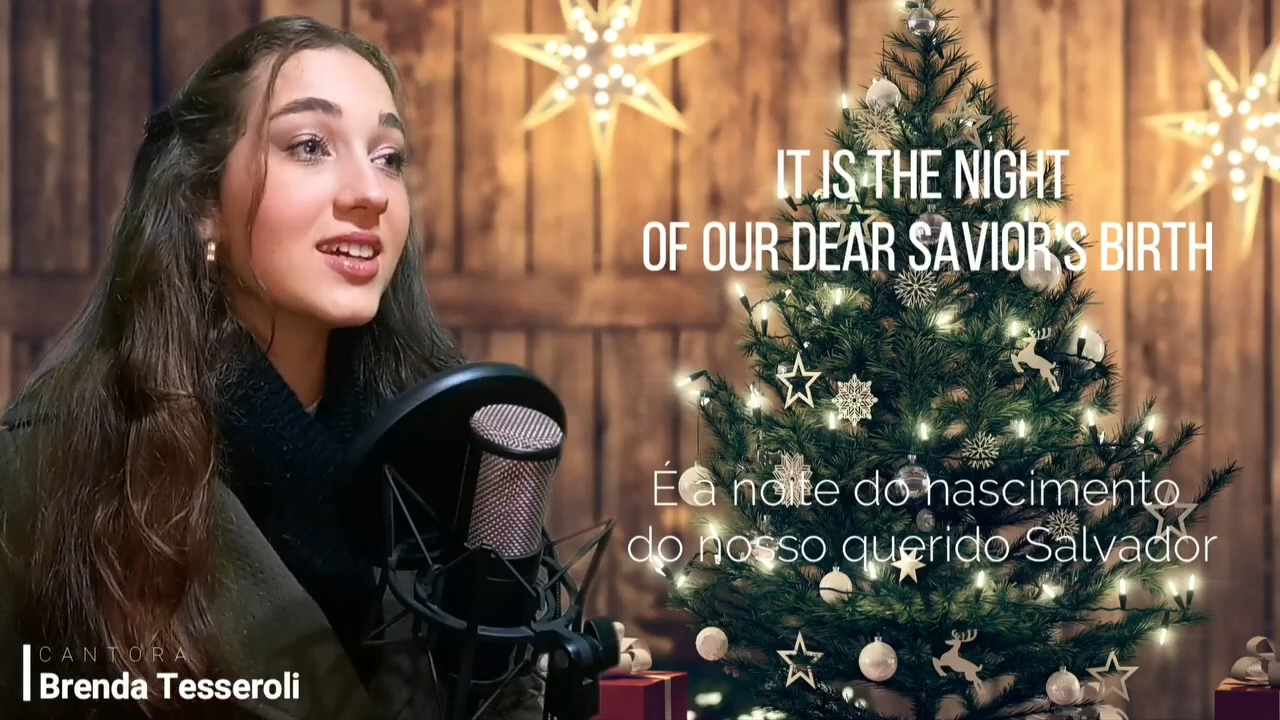 IT IS THE NIGHT
OF OUR DEAR SAVIOR'S BIRTH
É a noite do nascimento
do nosso querido Salvador
CANTORA
Brenda Tesseroli